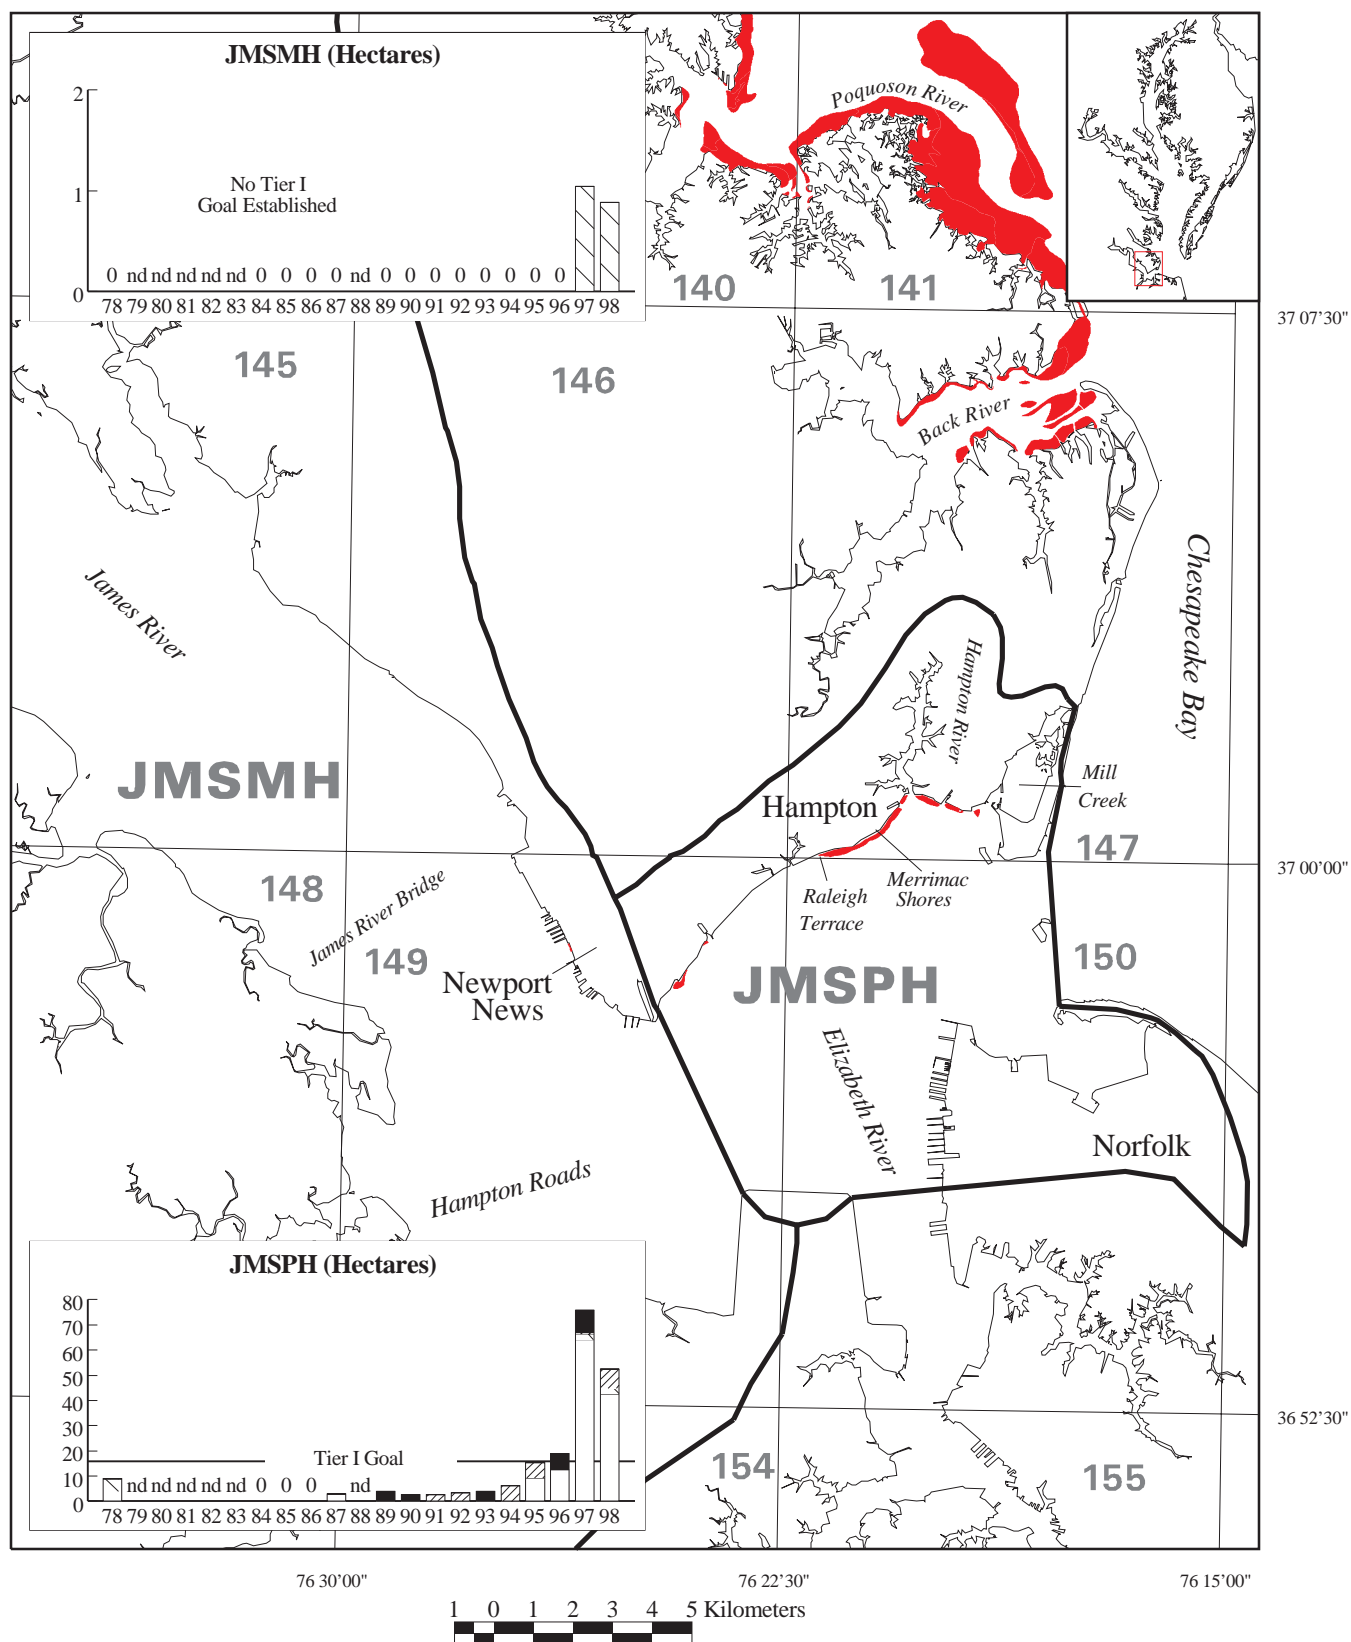 JMSMH (Hectares)
2
1
0
No Tier I
Goal Established
0 nd nd nd nd nd 0 0 0 0 nd 0 0 0 0 0 0 0 0
78 79 80 81 82 83 84 85 86 87 88 89 90 91 92 93 94 95 96 97 98
Poquoson River
140
141
37 07'30"
145
146
Back River
James River
Chesapeake Bay
Hampton River
JMSMH
Mill
Creek
Hampton
147
37 00'00"
148
James River Bridge
Merrimac
Shores
Raleigh
Terrace
149
150
Newport
News
JMSPH
Elizabeth River
Norfolk
Hampton Roads
JMSPH (Hectares)
80
70
60
50
40
30
20
10
0
Tier I Goal
nd nd nd nd nd 0 0 0 nd
78 79 80 81 82 83 84 85 86 87 88 89 90 91 92 93 94 95 96 97 98
36 52'30"
154
155
76 30'00"
76 22'30"
76 15'00"
1 0 1 2 3 4 5 Kilometers